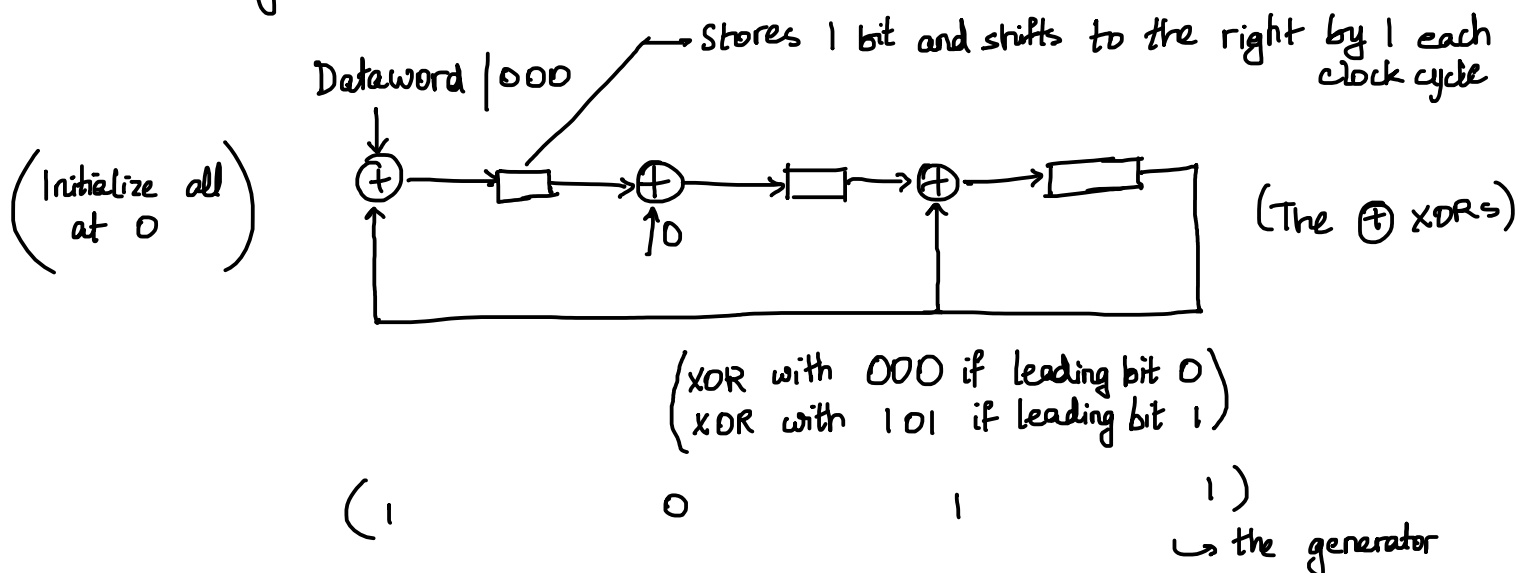 Stores 1 bit and shifts to the right by 1 each
clock cycle
Dataword | 000
(Initialize all
at 0)
⊕ ⊕ ⊕
0
(The ⊕ XORs)
(XOR with 000 if leading bit 0
XOR with 101 if leading bit 1)
(1 0 1 1)
↳ the generator